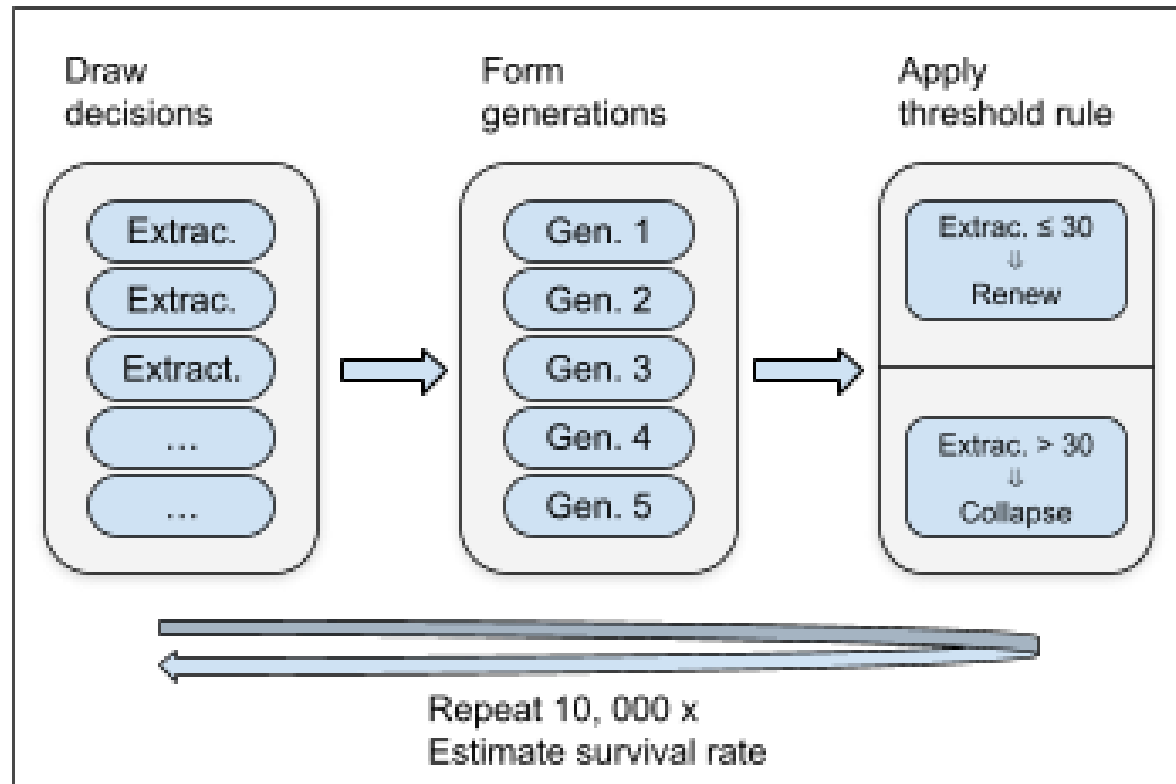 Draw
decisions
Extrac.
Extrac.
Extract.
...
...
Form
generations
Gen. 1
Gen. 2
Gen. 3
Gen. 4
Gen. 5
Apply
threshold rule
Extrac. ≤ 30
⇓
Renew
Extrac. > 30
⇓
Collapse
Repeat 10, 000 x
Estimate survival rate